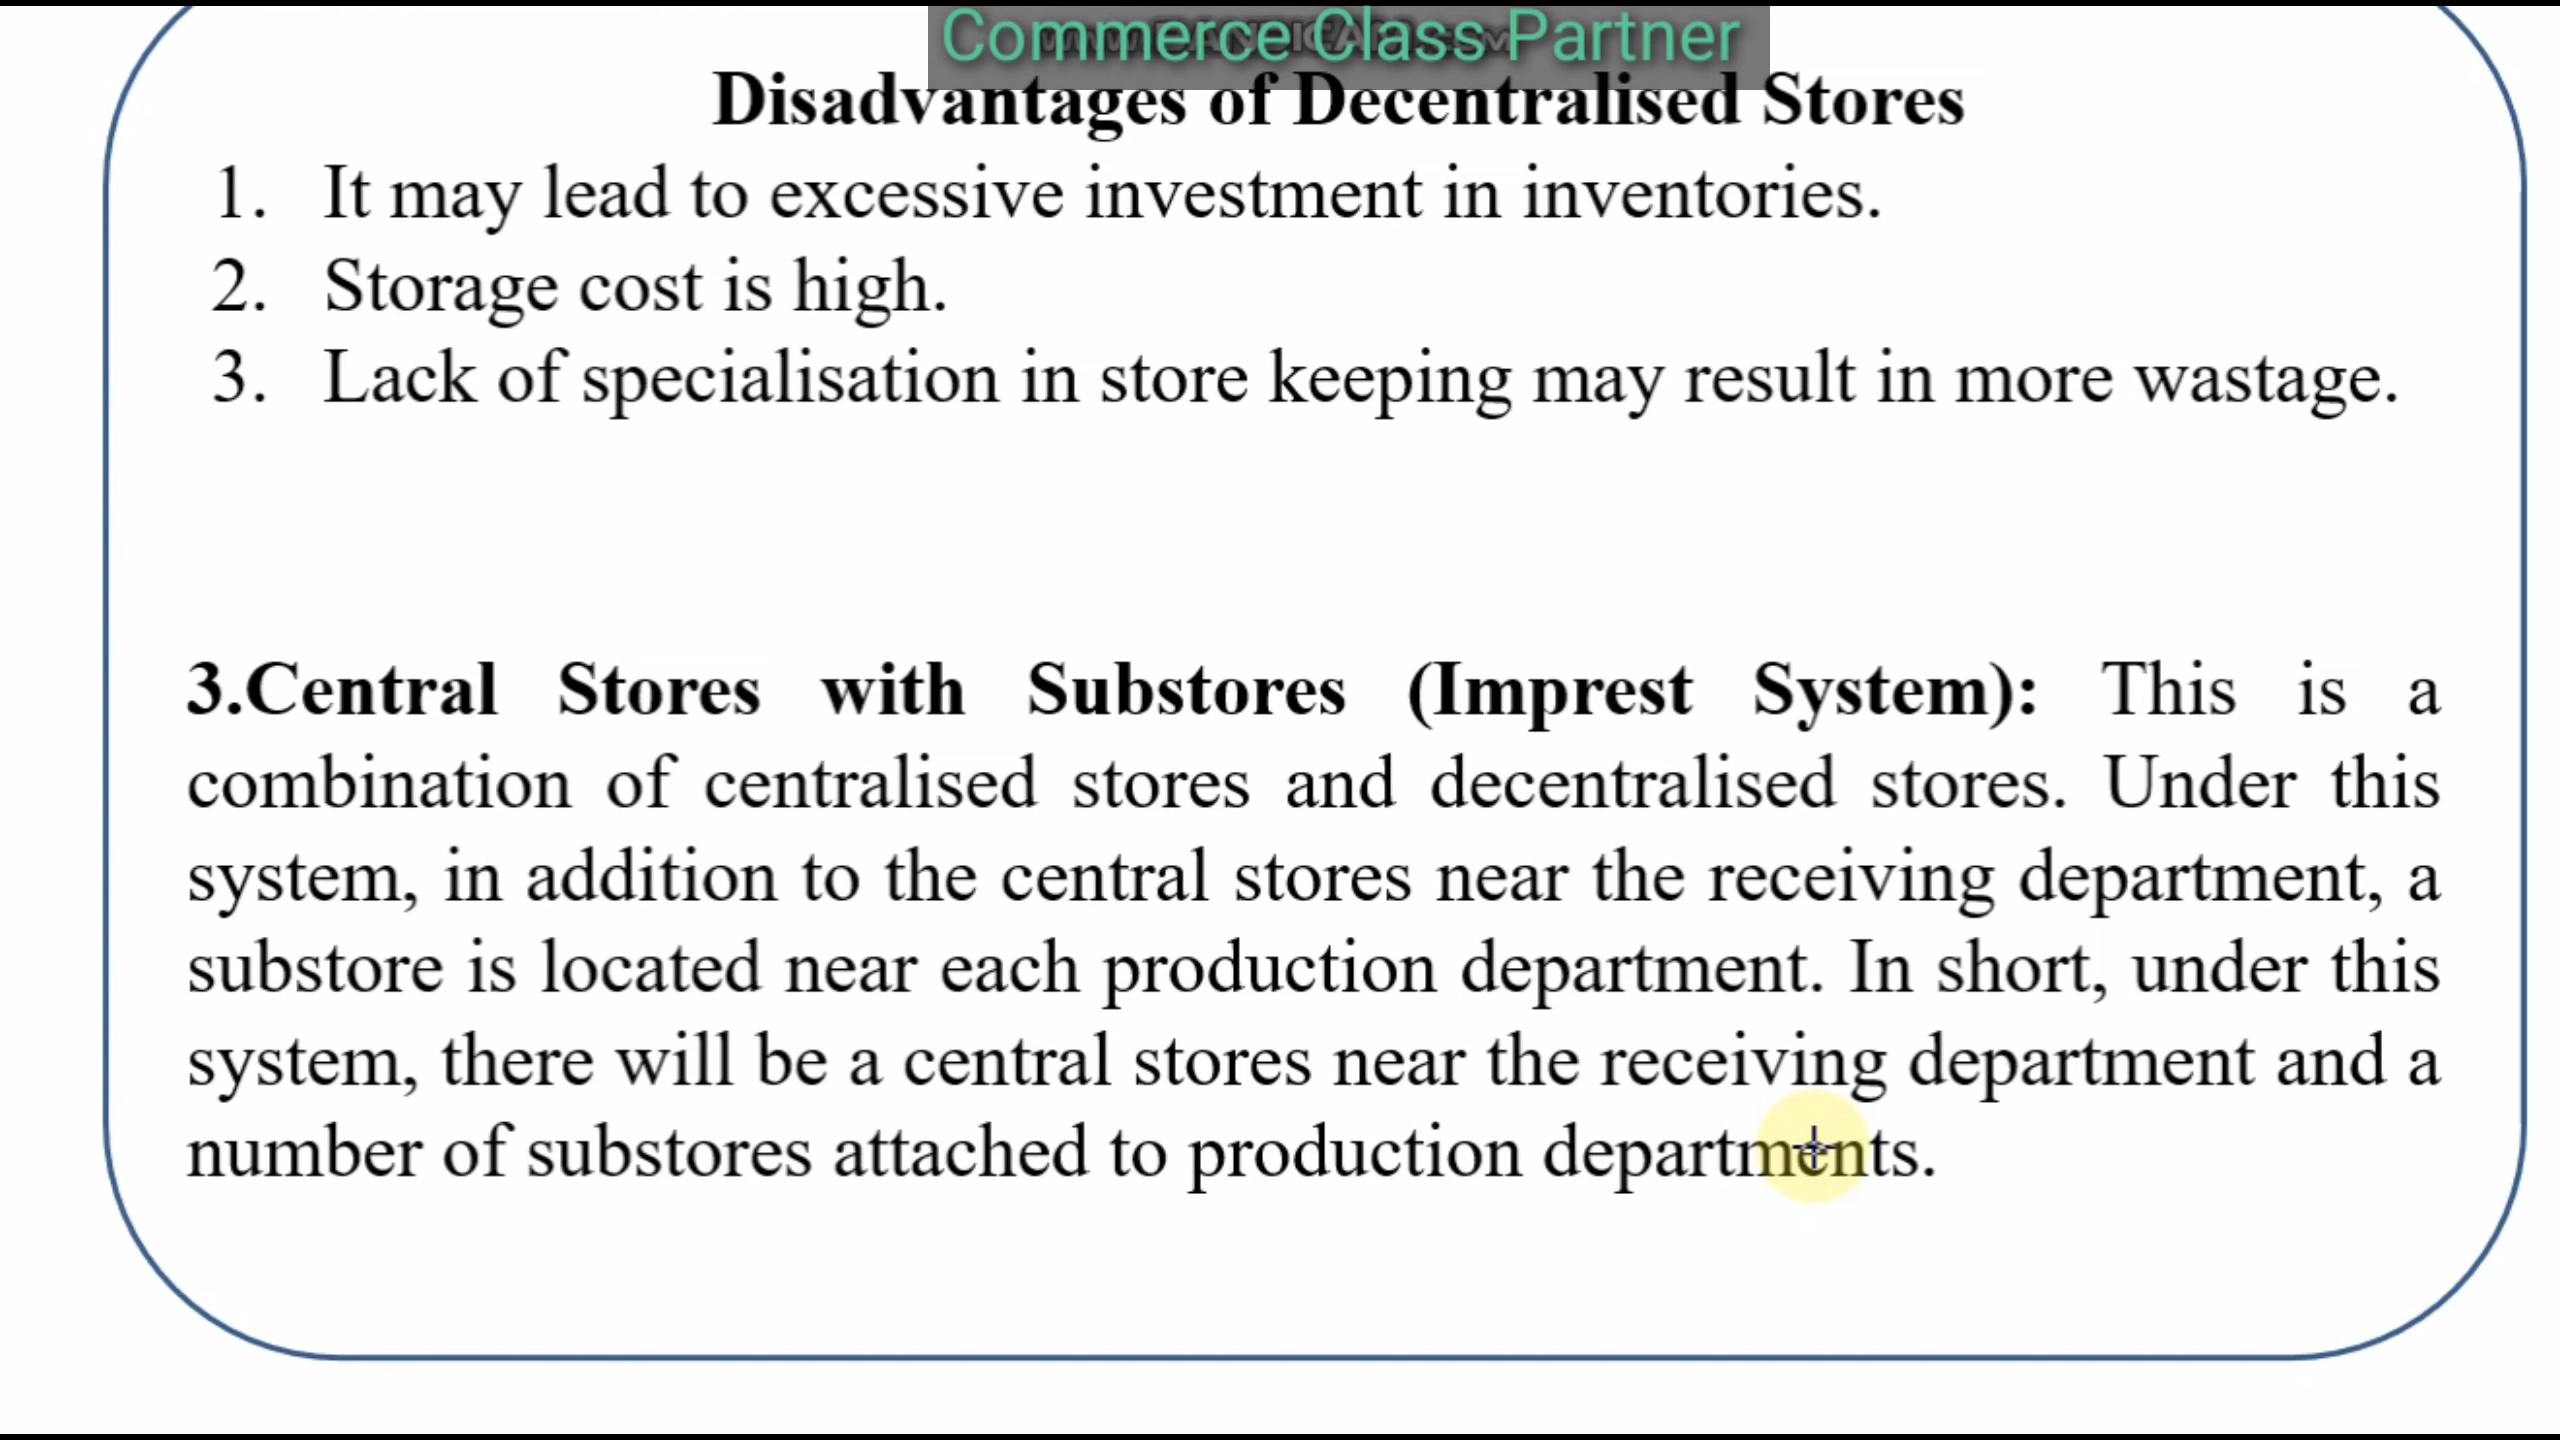 Commerce Class Partner
Disadvantages of Decentralised Stores
1. It may lead to excessive investment in inventories.
2. Storage cost is high.
3. Lack of specialisation in store keeping may result in more wastage.
3.Central Stores with Substores (Imprest System): This is a
combination of centralised stores and decentralised stores. Under this
system, in addition to the central stores near the receiving department, a
substore is located near each production department. In short, under this
system, there will be a central stores near the receiving department and a
number of substores attached to production departments.